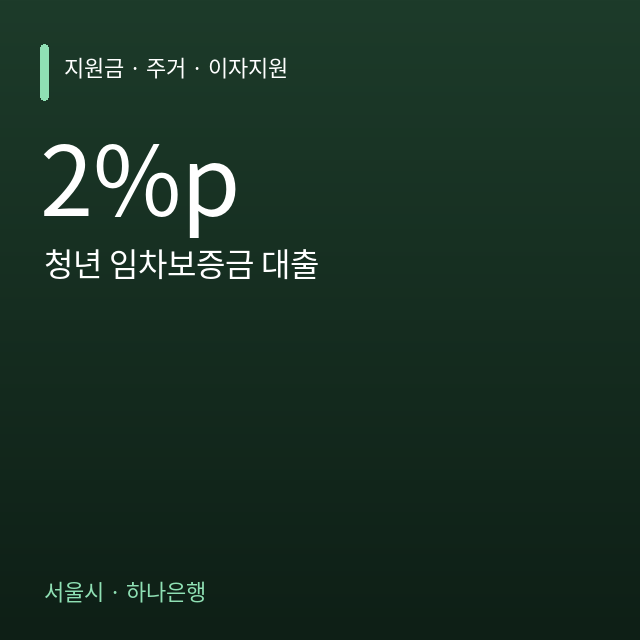 지원금 · 주거 · 이자지원
2%p
청년 임차보증금 대출
서울시 · 하나은행